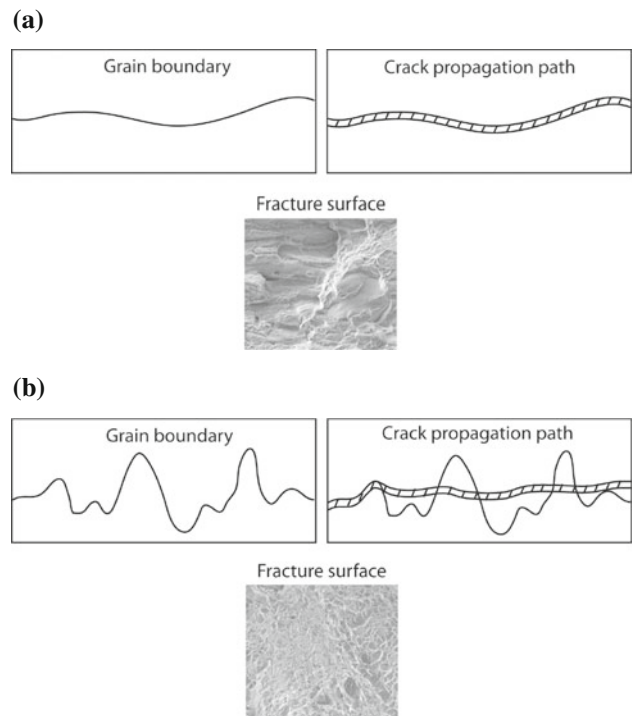 (a)
Grain boundary
Crack propagation path
Fracture surface
(b)
Grain boundary
Crack propagation path
Fracture surface